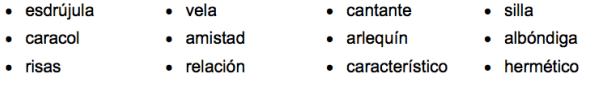 • esdrújula • vela • cantante • silla
• caracol • amistad • arlequín • albóndiga
• risas • relación • característico • hermético